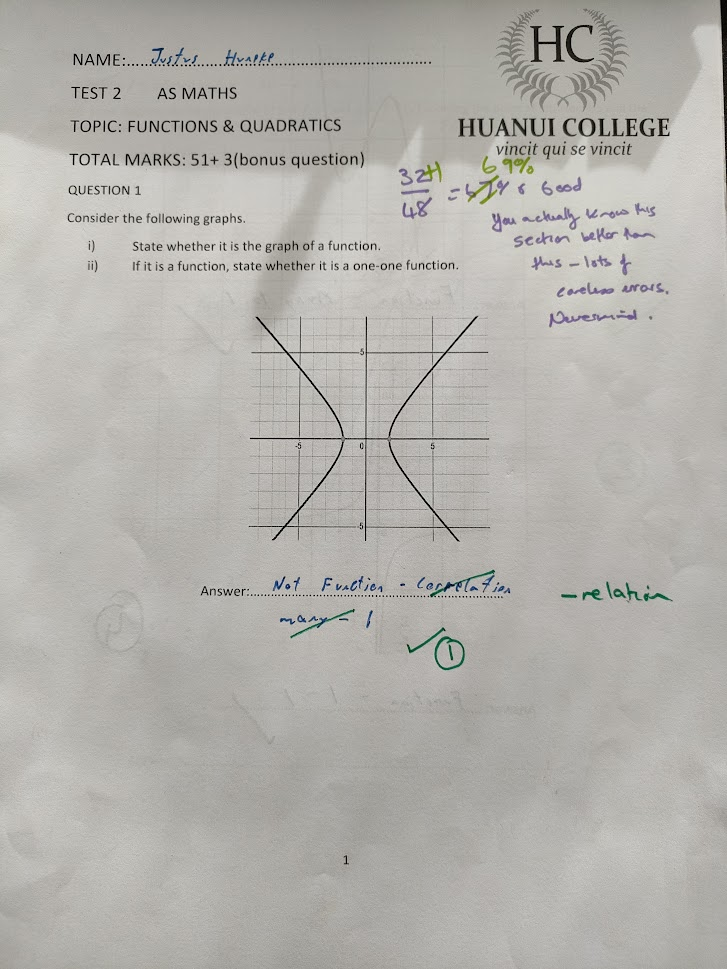 HC
NAME:.....Justus.....Huneke
TEST 2 AS MATHS
TOPIC: FUNCTIONS & QUADRATICS
HUANUI COLLEGE
vincit qui se vincit
TOTAL MARKS: 51+ 3(bonus question)
69%
32+1
48
= 67% Good
QUESTION 1
You actually know this
section better than
this - lots of
careless errors.
Nevermind.
Consider the following graphs.
i) State whether it is the graph of a function.
ii) If it is a function, state whether it is a one-one function.
5
-5 0 5
-5
Answer:.....Not Function - Correlation
- relation
many - 1
✓ 1
1